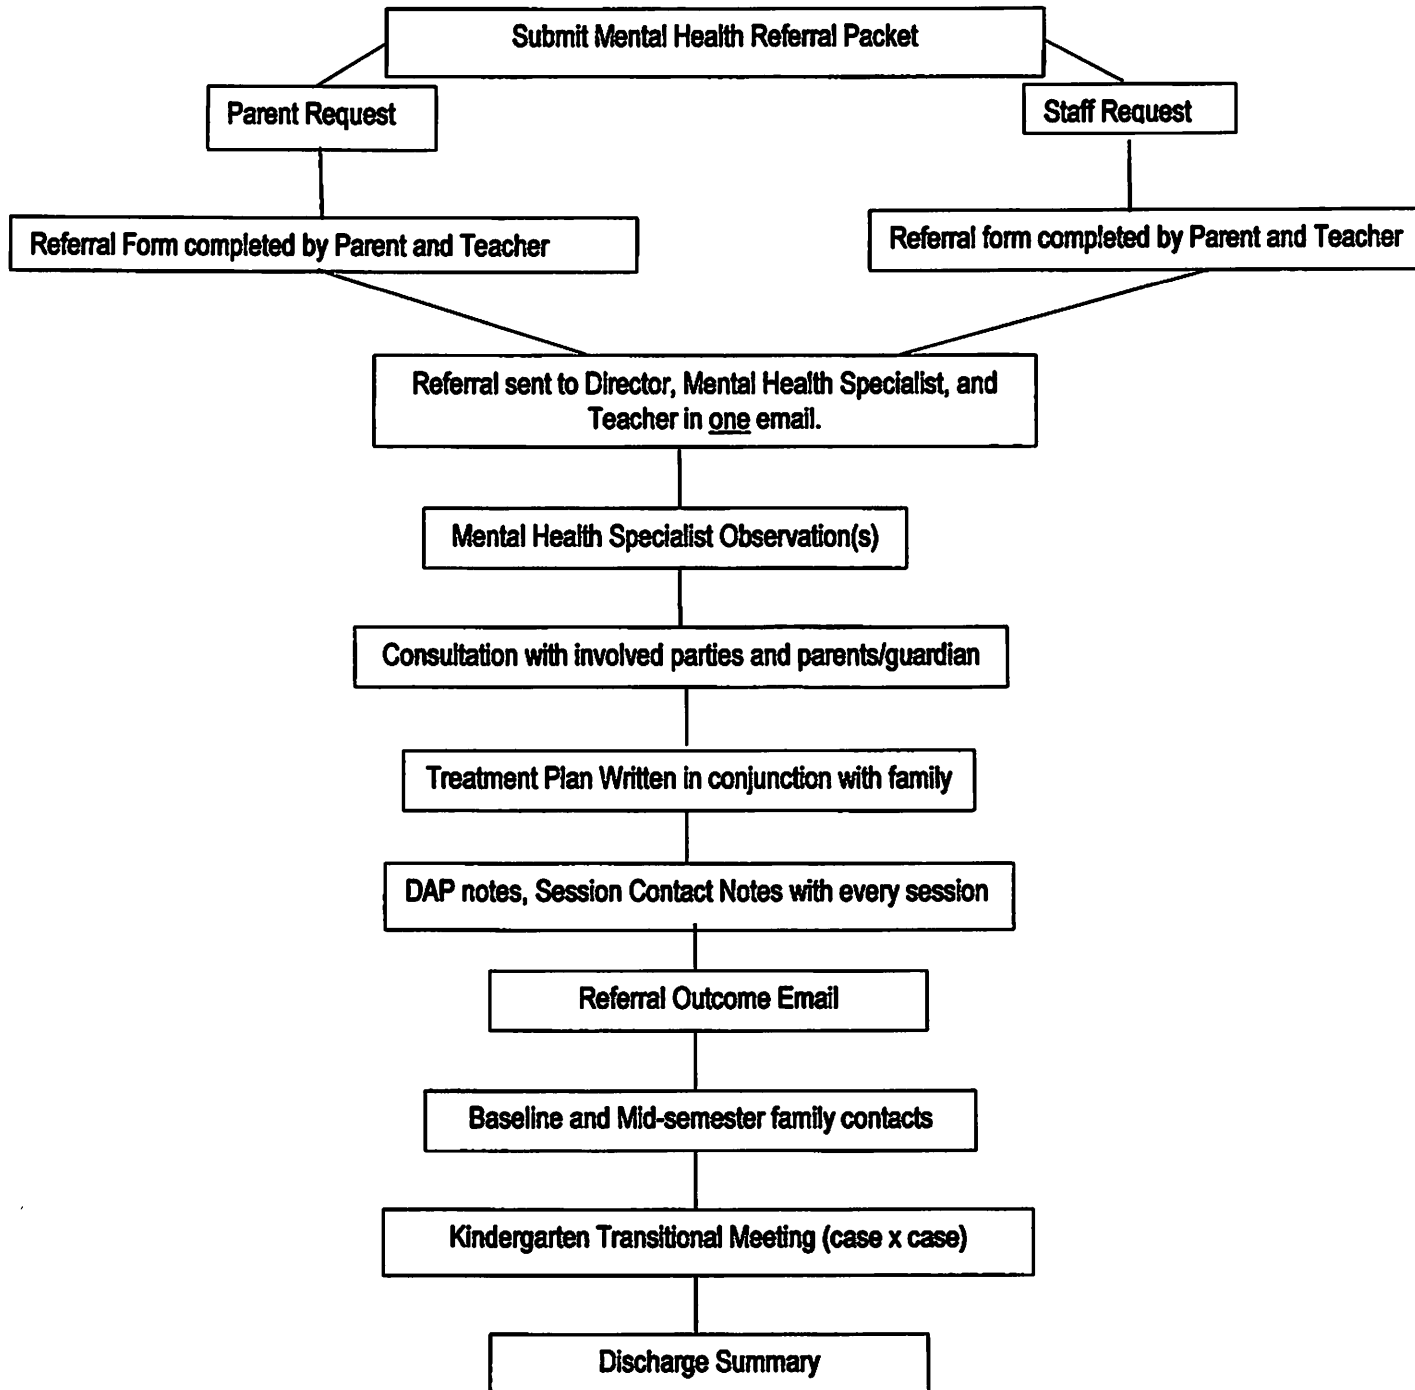 Submit Mental Health Referral Packet
Parent Request
Staff Request
Referral Form completed by Parent and Teacher
Referral form completed by Parent and Teacher
Referral sent to Director, Mental Health Specialist, and
Teacher in one email.
Mental Health Specialist Observation(s)
Consultation with involved parties and parents/guardian
Treatment Plan Written in conjunction with family
DAP notes, Session Contact Notes with every session
Referral Outcome Email
Baseline and Mid-semester family contacts
Kindergarten Transitional Meeting (case x case)
Discharge Summary